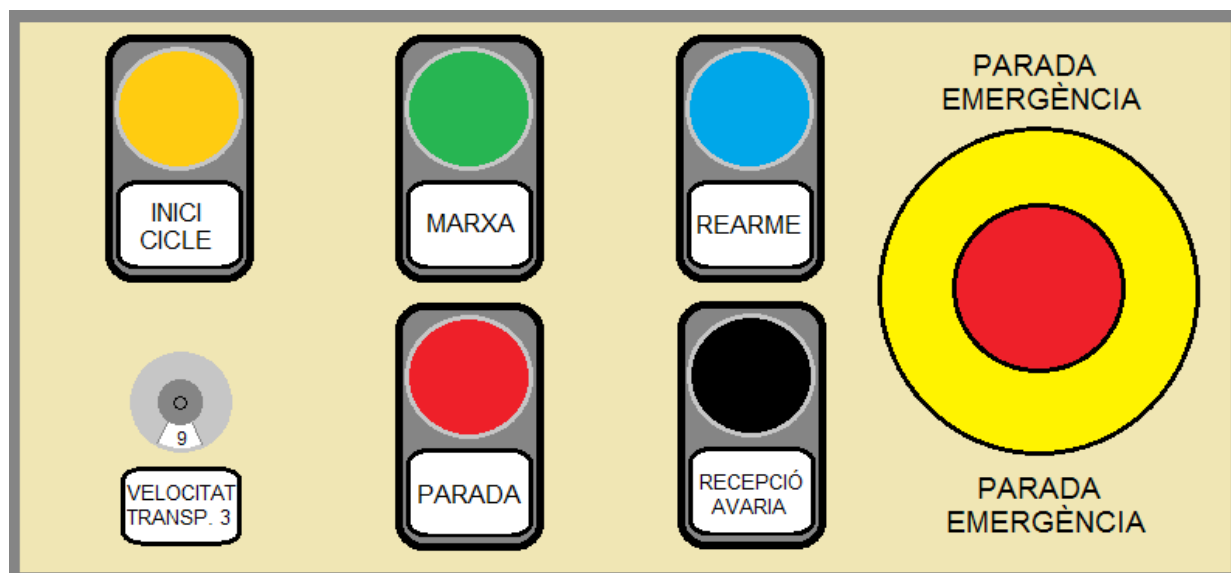 INICI
CICLE
MARXA
REARME
PARADA
EMERGÈNCIA
9
VELOCITAT
TRANSP. 3
PARADA
RECEPCIÓ
AVARIA
PARADA
EMERGÈNCIA